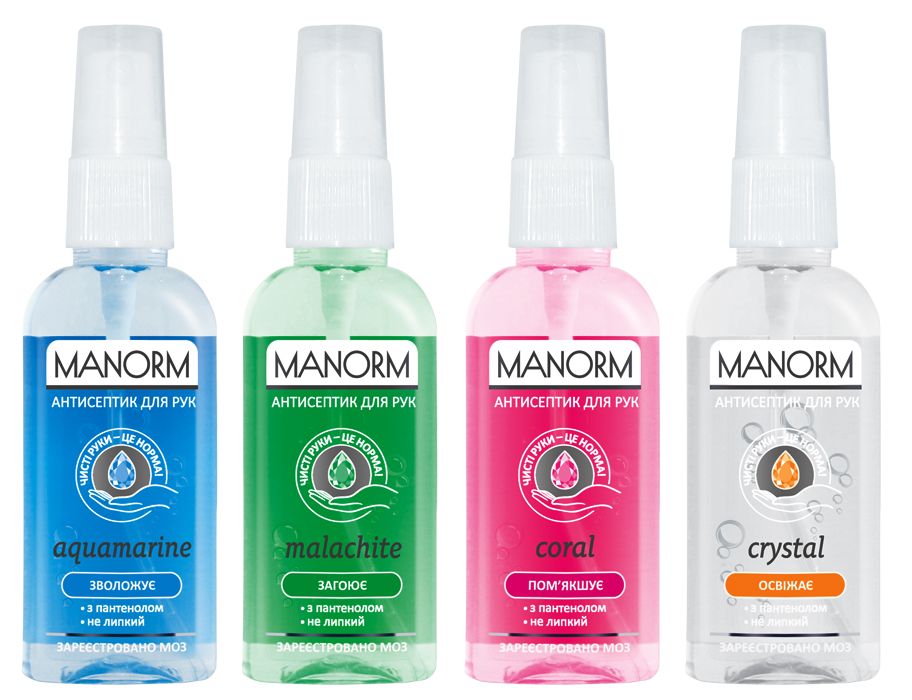 MANORM
АНТИСЕПТИК ДЛЯ РУК
ЧИСТІ РУКИ – ЦЕ НОРМА!
aquamarine
ЗВОЛОЖУЄ
• з пантенолом
• не липкий
ЗАРЕЄСТРОВАНО МОЗ
MANORM
АНТИСЕПТИК ДЛЯ РУК
ЧИСТІ РУКИ – ЦЕ НОРМА!
malachite
ЗАГОЮЄ
• з пантенолом
• не липкий
ЗАРЕЄСТРОВАНО МОЗ
MANORM
АНТИСЕПТИК ДЛЯ РУК
ЧИСТІ РУКИ – ЦЕ НОРМА!
coral
ПОМ'ЯКШУЄ
• з пантенолом
• не липкий
ЗАРЕЄСТРОВАНО МОЗ
MANORM
АНТИСЕПТИК ДЛЯ РУК
ЧИСТІ РУКИ – ЦЕ НОРМА!
crystal
ОСВІЖАЄ
• з пантенолом
• не липкий
ЗАРЕЄСТРОВАНО МОЗ